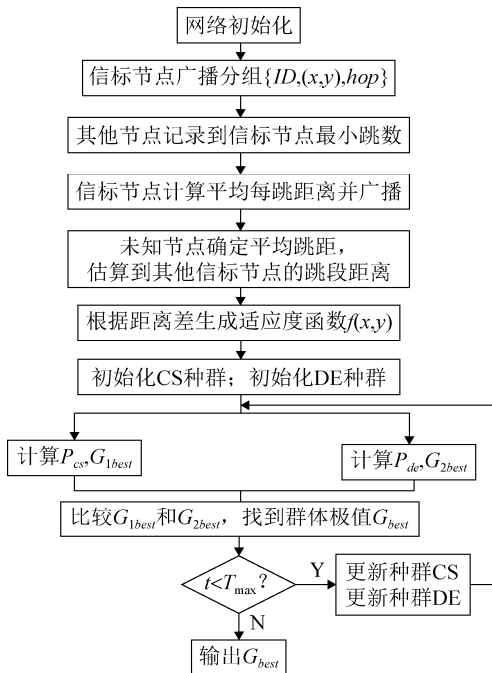 网络初始化
信标节点广播分组{ID,(x,y),hop}
其他节点记录到信标节点最小跳数
信标节点计算平均每跳距离并广播
未知节点确定平均跳距，
估算到其他信标节点的跳段距离
根据距离差生成适应度函数f(x,y)
初始化CS种群；初始化DE种群
计算Pcs,G1best
计算Pde,G2best
比较G1best和G2best，找到群体极值Gbest
t<Tmax？
Y
更新种群CS
更新种群DE
N
输出Gbest